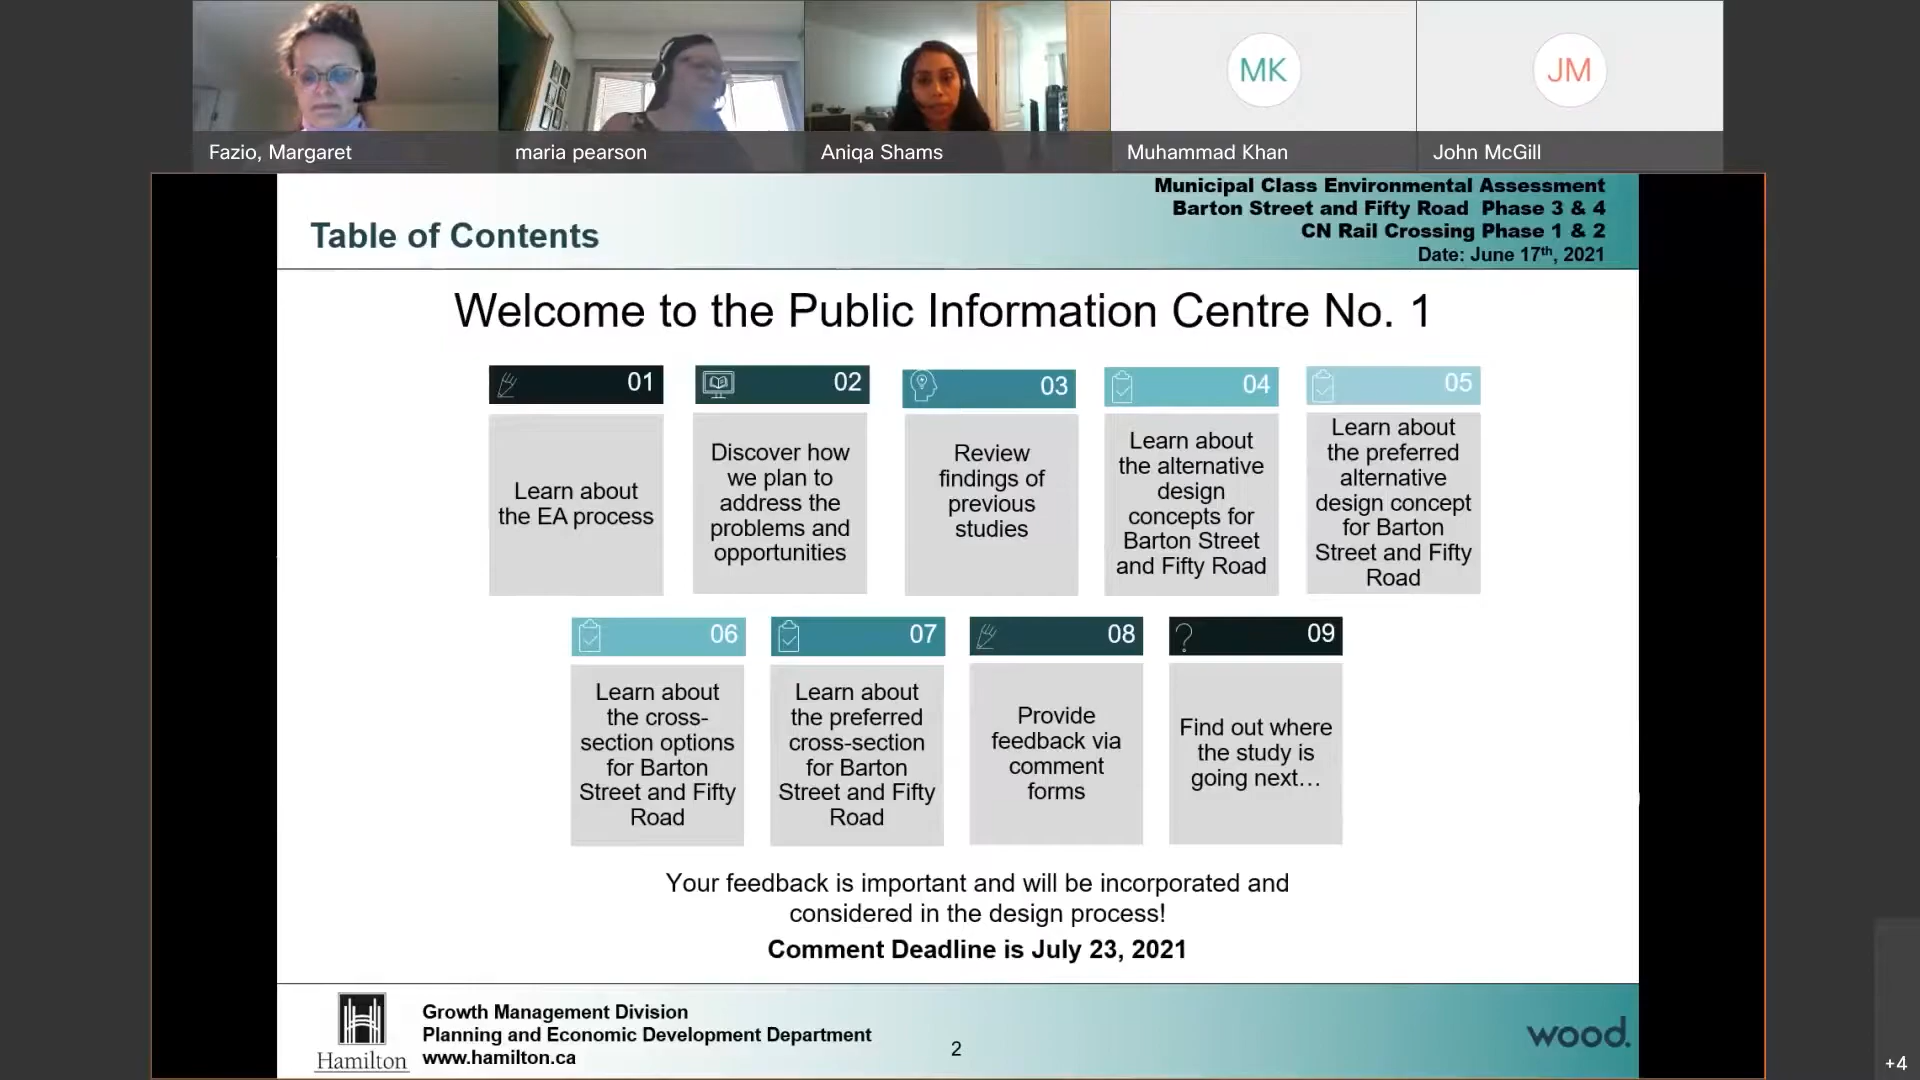 MK
JM
Fazio, Margaret
maria pearson
Aniqa Shams
Muhammad Khan
John McGill
Municipal Class Environmental Assessment
Barton Street and Fifty Road Phase 3 & 4
CN Rail Crossing Phase 1 & 2
Date: June 17th, 2021
Table of Contents
Welcome to the Public Information Centre No. 1
01
Learn about
the EA process
02
Discover how
we plan to
address the
problems and
opportunities
03
Review
findings of
previous
studies
04
Learn about
the alternative
design
concepts for
Barton Street
and Fifty Road
05
Learn about
the preferred
alternative
design concept
for Barton
Street and Fifty
Road
06
Learn about
the cross-
section options
for Barton
Street and Fifty
Road
07
Learn about
the preferred
cross-section
for Barton
Street and Fifty
Road
08
Provide
feedback via
comment
forms
09
Find out where
the study is
going next...
Your feedback is important and will be incorporated and
considered in the design process!
Comment Deadline is July 23, 2021
Hamilton
Growth Management Division
Planning and Economic Development Department
www.hamilton.ca
2
wood.
+4